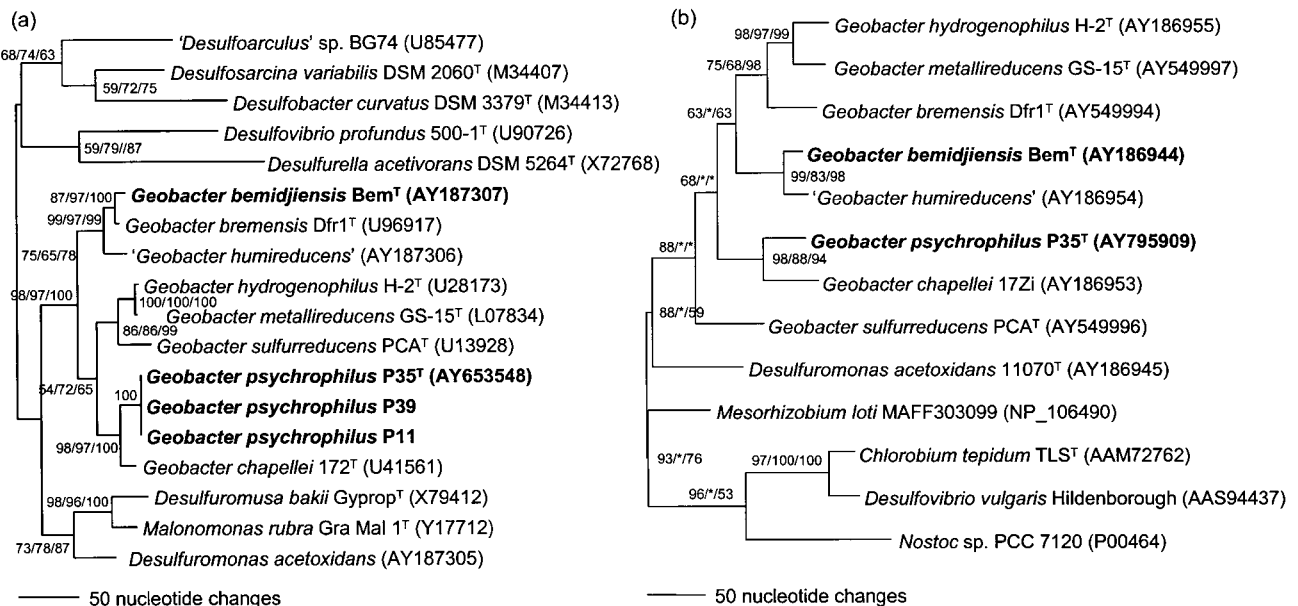 (a)
68/74/63
'Desulfoarculus' sp. BG74 (U85477)
Desulfosarcina variabilis DSM 2060ᵀ (M34407)
59/72/75
Desulfobacter curvatus DSM 3379ᵀ (M34413)
Desulfovibrio profundus 500-1ᵀ (U90726)
59/79//87
Desulfurella acetivorans DSM 5264ᵀ (X72768)
87/97/100
Geobacter bemidjiensis Bemᵀ (AY187307)
99/97/99
Geobacter bremensis Dfr1ᵀ (U96917)
75/65/78
'Geobacter humireducens' (AY187306)
98/97/100
Geobacter hydrogenophilus H-2ᵀ (U28173)
100/100/100
Geobacter metallireducens GS-15ᵀ (L07834)
86/86/99
Geobacter sulfurreducens PCAᵀ (U13928)
54/72/65
Geobacter psychrophilus P35ᵀ (AY653548)
100
Geobacter psychrophilus P39
Geobacter psychrophilus P11
98/97/100
Geobacter chapellei 172ᵀ (U41561)
98/96/100
Desulfuromusa bakii Gypropᵀ (X79412)
Malonomonas rubra Gra Mal 1ᵀ (Y17712)
73/78/87
Desulfuromonas acetoxidans (AY187305)
50 nucleotide changes
(b)
Geobacter hydrogenophilus H-2ᵀ (AY186955)
98/97/99
75/68/98
Geobacter metallireducens GS-15ᵀ (AY549997)
63/*/63
Geobacter bremensis Dfr1ᵀ (AY549994)
Geobacter bemidjiensis Bemᵀ (AY186944)
99/83/98
68/*/*
'Geobacter humireducens' (AY186954)
88/*/*
Geobacter psychrophilus P35ᵀ (AY795909)
98/88/94
Geobacter chapellei 17Zi (AY186953)
88/*/59
Geobacter sulfurreducens PCAᵀ (AY549996)
Desulfuromonas acetoxidans 11070ᵀ (AY186945)
Mesorhizobium loti MAFF303099 (NP_106490)
93/*/76
97/100/100
Chlorobium tepidum TLSᵀ (AAM72762)
96/*/53
Desulfovibrio vulgaris Hildenborough (AAS94437)
Nostoc sp. PCC 7120 (P00464)
50 nucleotide changes